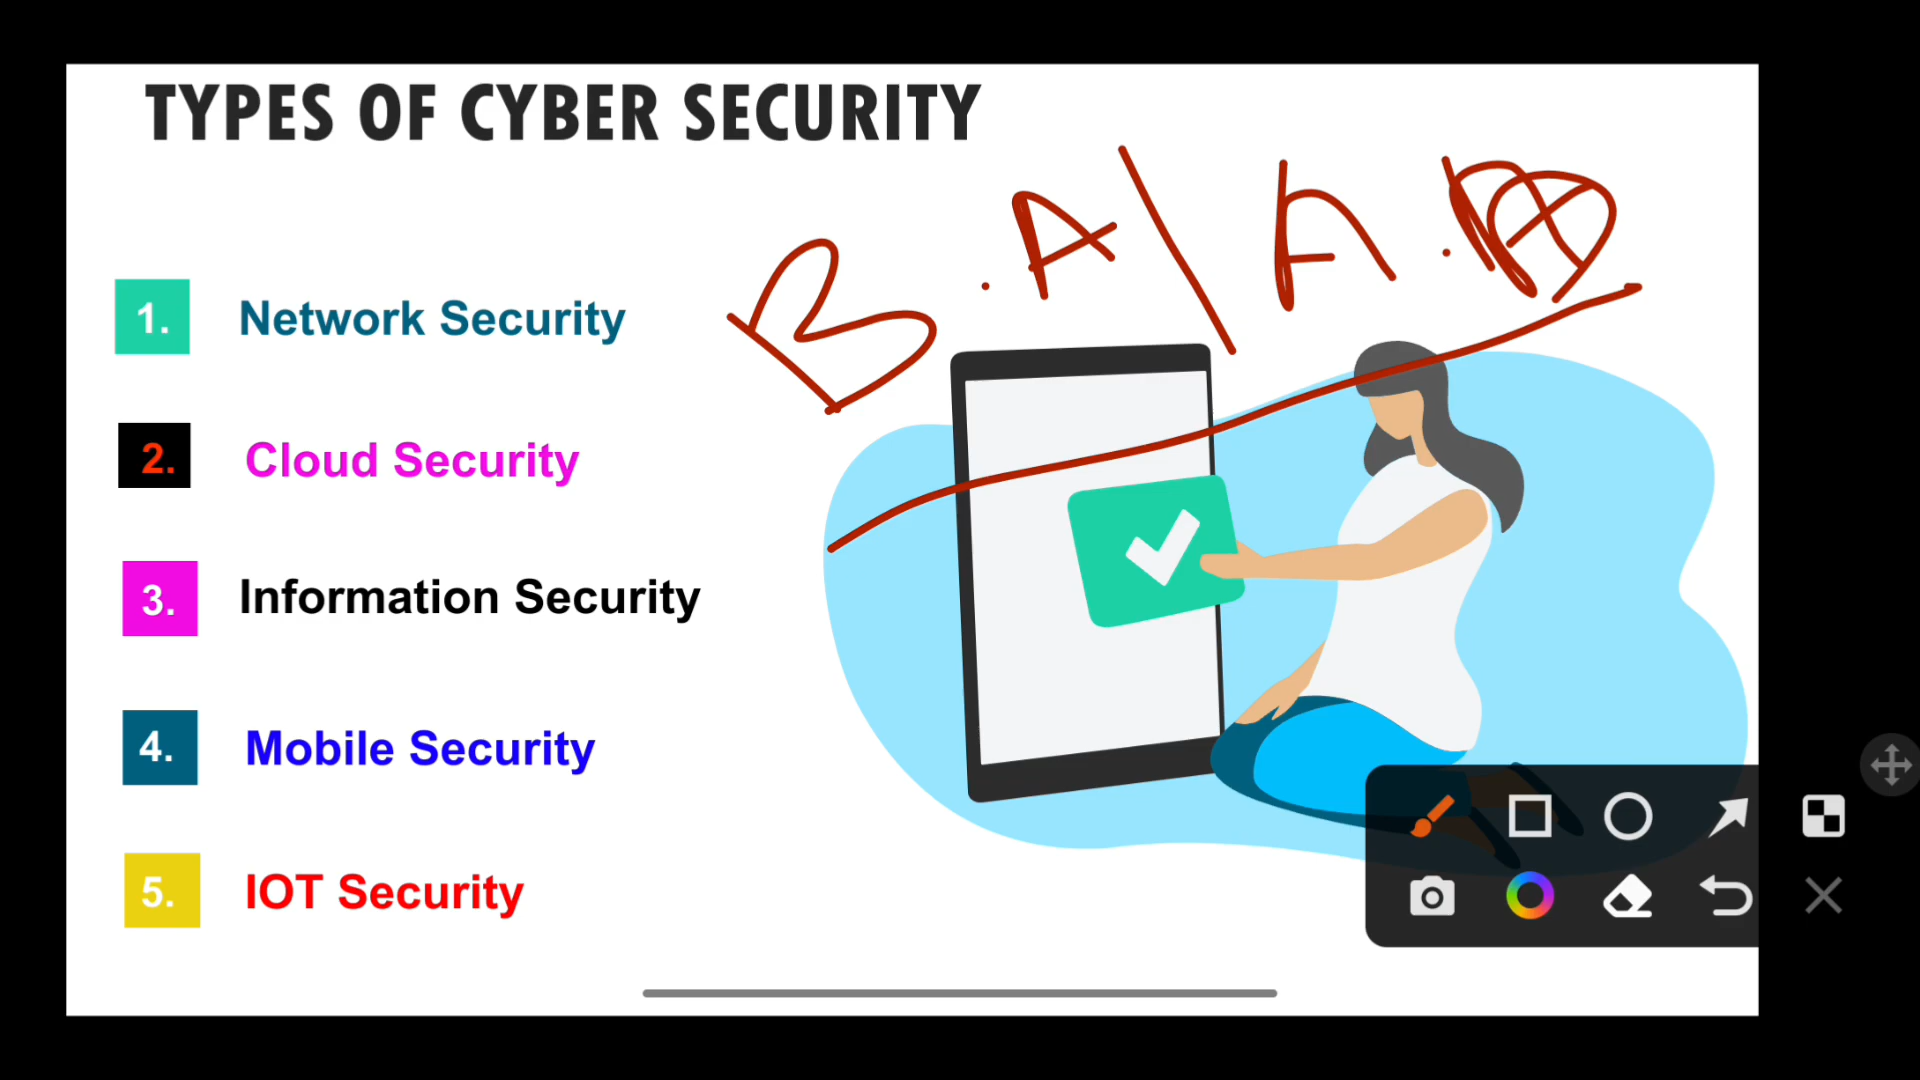 TYPES OF CYBER SECURITY
B.A/A.
1. Network Security
2. Cloud Security
3. Information Security
4. Mobile Security
5. IOT Security